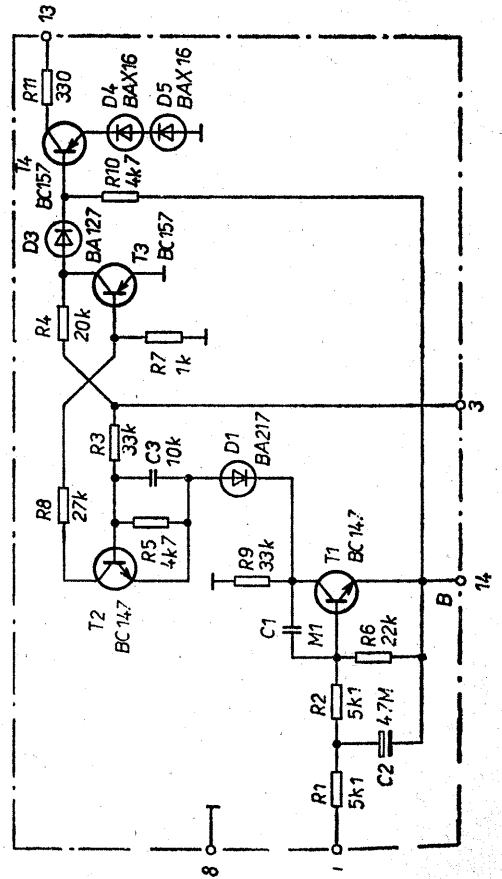 13
R11
330
T4
BC157
D4
BAX16
D5
BAX16
R10
4k7
D3
BA127
T3
BC157
R4
20k
R7
1k
R3
33k
C3
10k
D1
BA217
3
R8
27k
R5
4k7
T2
BC147
R9
33k
C1
M1
T1
BC147
B
14
R6
22k
R2
5k1
4.7M
C2
R1
5k1
8
1